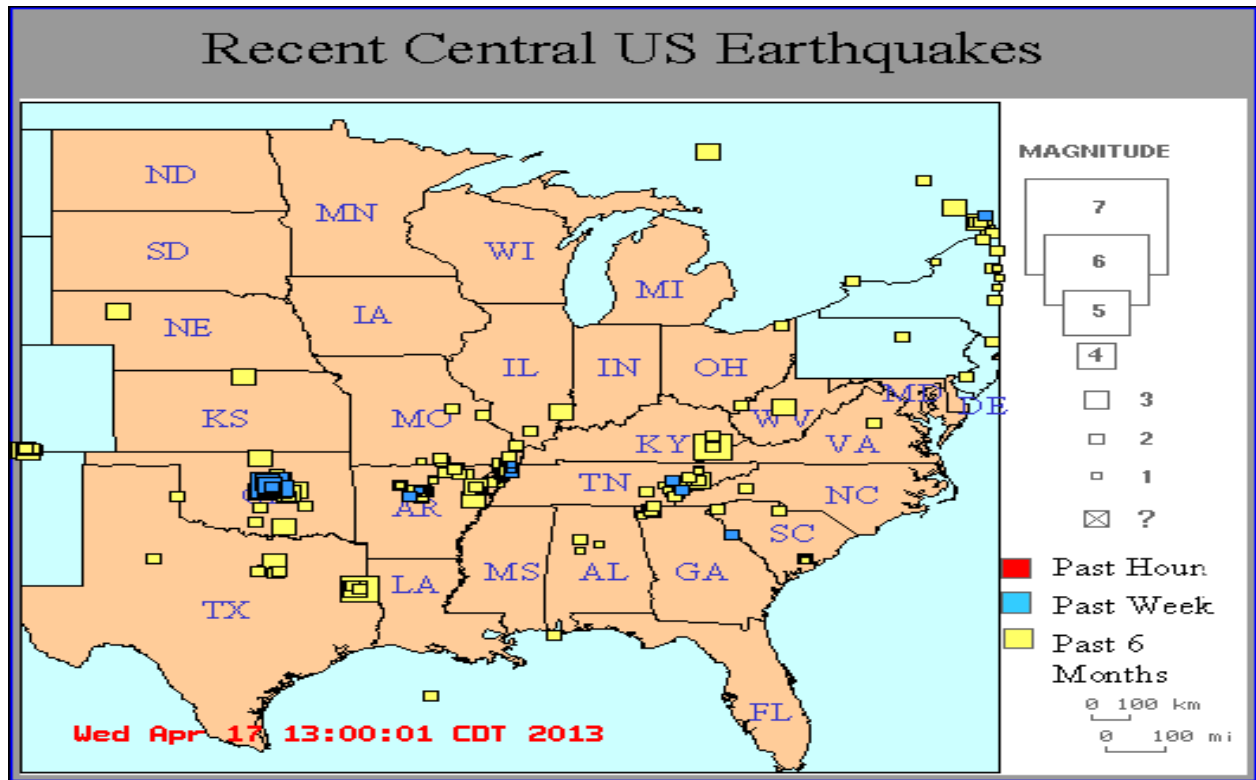 Recent Central US Earthquakes
MAGNITUDE
7
6
5
4
3
2
1
?
Past Houn
Past Week
Past 6
Months
0 100 km
0 100 mi
ND
MN
SD
WI
MI
NE
IA
IL
IN
OH
MD
DE
KS
MO
WV
KY
VA
TN
NC
AR
SC
MS
AL
GA
LA
TX
FL
Wed Apr 17 13:00:01 CDT 2013